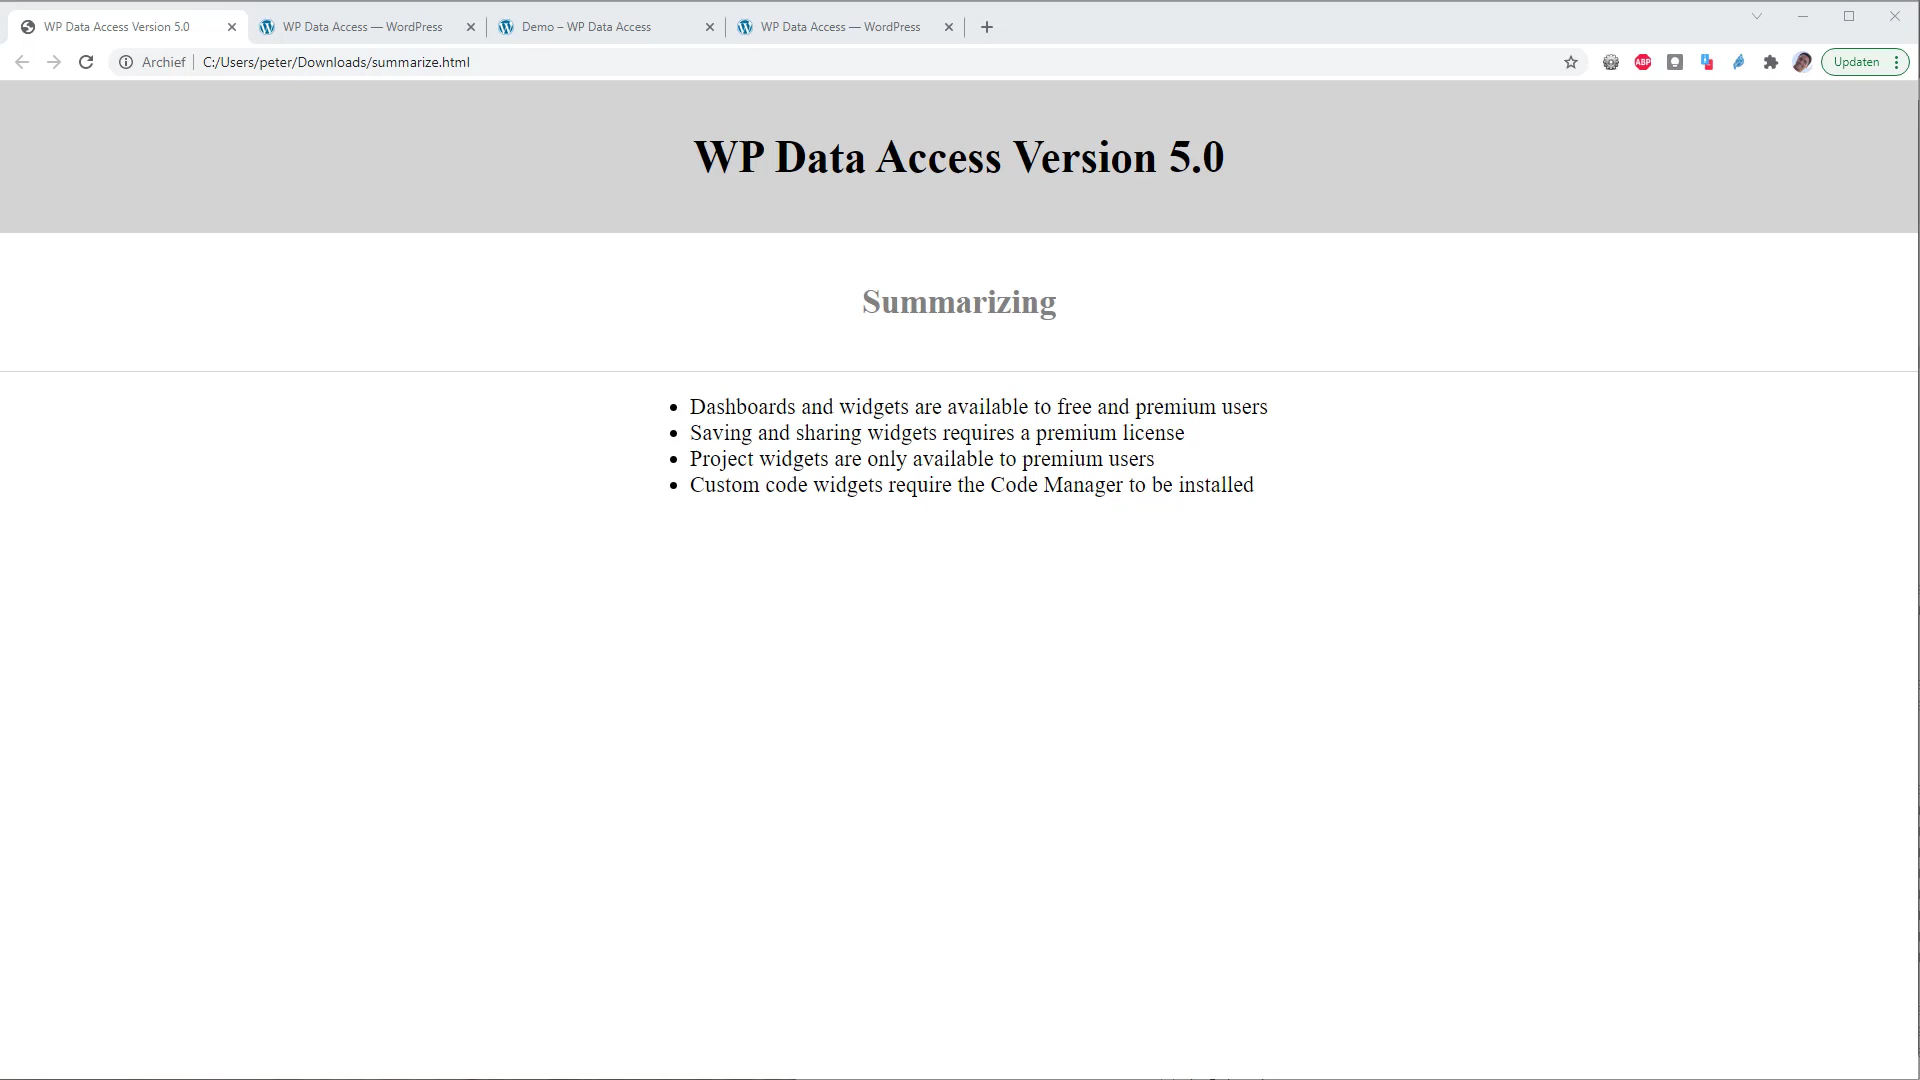 WP Data Access Version 5.0
WP Data Access — WordPress
Demo – WP Data Access
WP Data Access — WordPress
Archief
C:/Users/peter/Downloads/summarize.html
ABP
Updaten
WP Data Access Version 5.0
Summarizing
• Dashboards and widgets are available to free and premium users
• Saving and sharing widgets requires a premium license
• Project widgets are only available to premium users
• Custom code widgets require the Code Manager to be installed